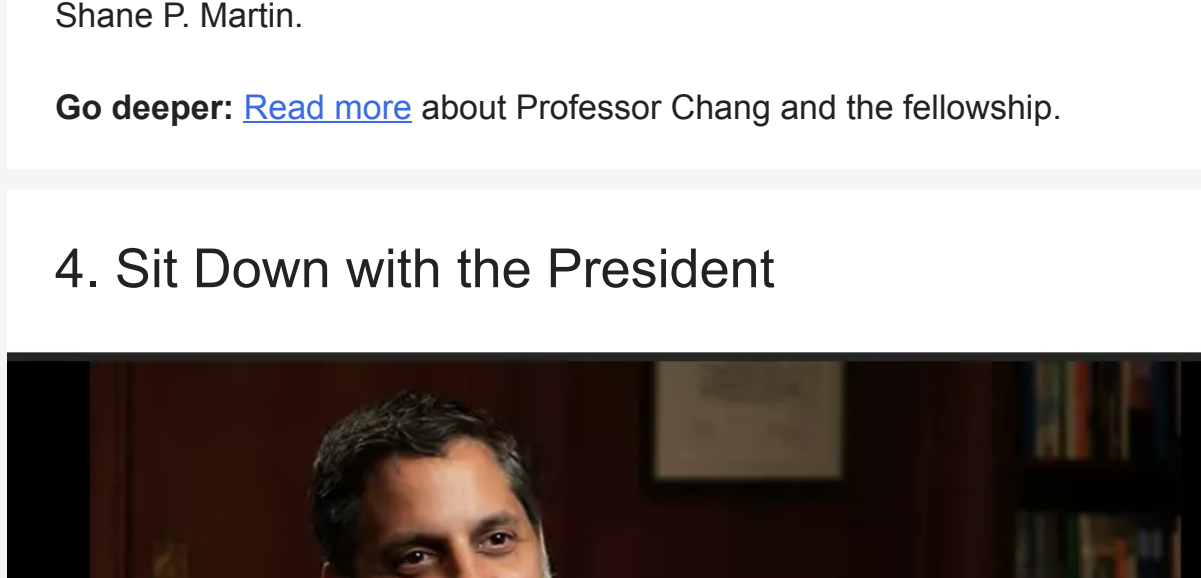 Shane P. Martin.
Go deeper: Read more about Professor Chang and the fellowship.
4. Sit Down with the President